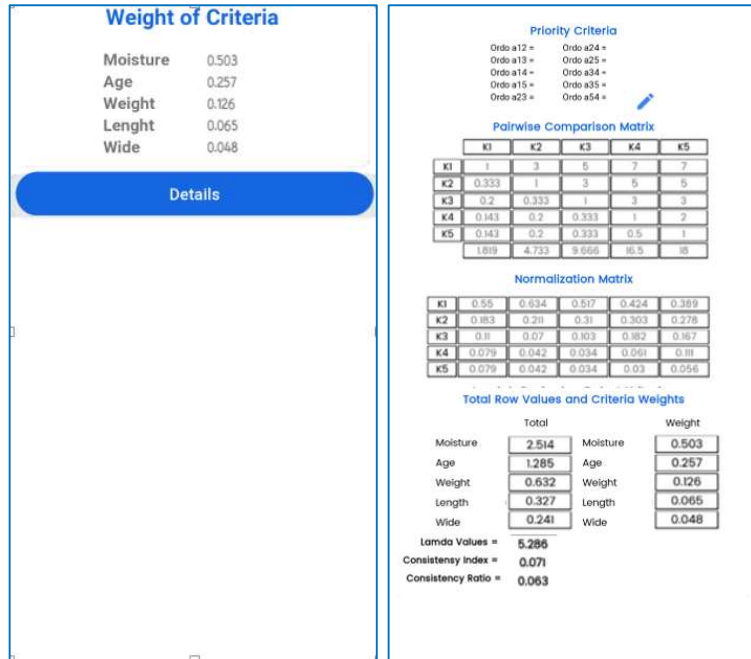 Weight of Criteria
Moisture 0.503
Age 0.257
Weight 0.126
Lenght 0.065
Wide 0.048
Details
Priority Criteria
Ordo a12 = Ordo a24 =
Ordo a13 = Ordo a25 =
Ordo a14 = Ordo a34 =
Ordo a15 = Ordo a35 =
Ordo a23 = Ordo a54 =
Pairwise Comparison Matrix
K1 K2 K3 K4 K5
K1 1 3 5 7 7
K2 0.333 1 3 5 5
K3 0.2 0.333 1 3 3
K4 0.143 0.2 0.333 1 2
K5 0.143 0.2 0.333 0.5 1
1.819 4.733 9.666 16.5 18
Normalization Matrix
K1 0.55 0.634 0.517 0.424 0.389
K2 0.183 0.211 0.31 0.303 0.278
K3 0.11 0.07 0.103 0.182 0.167
K4 0.079 0.042 0.034 0.061 0.111
K5 0.079 0.042 0.034 0.03 0.056
Total Row Values and Criteria Weights
Total Weight
Moisture 2.514 Moisture 0.503
Age 1.285 Age 0.257
Weight 0.632 Weight 0.126
Length 0.327 Length 0.065
Wide 0.241 Wide 0.048
Lamda Values = 5.286
Consistensy Index = 0.071
Consistency Ratio = 0.063